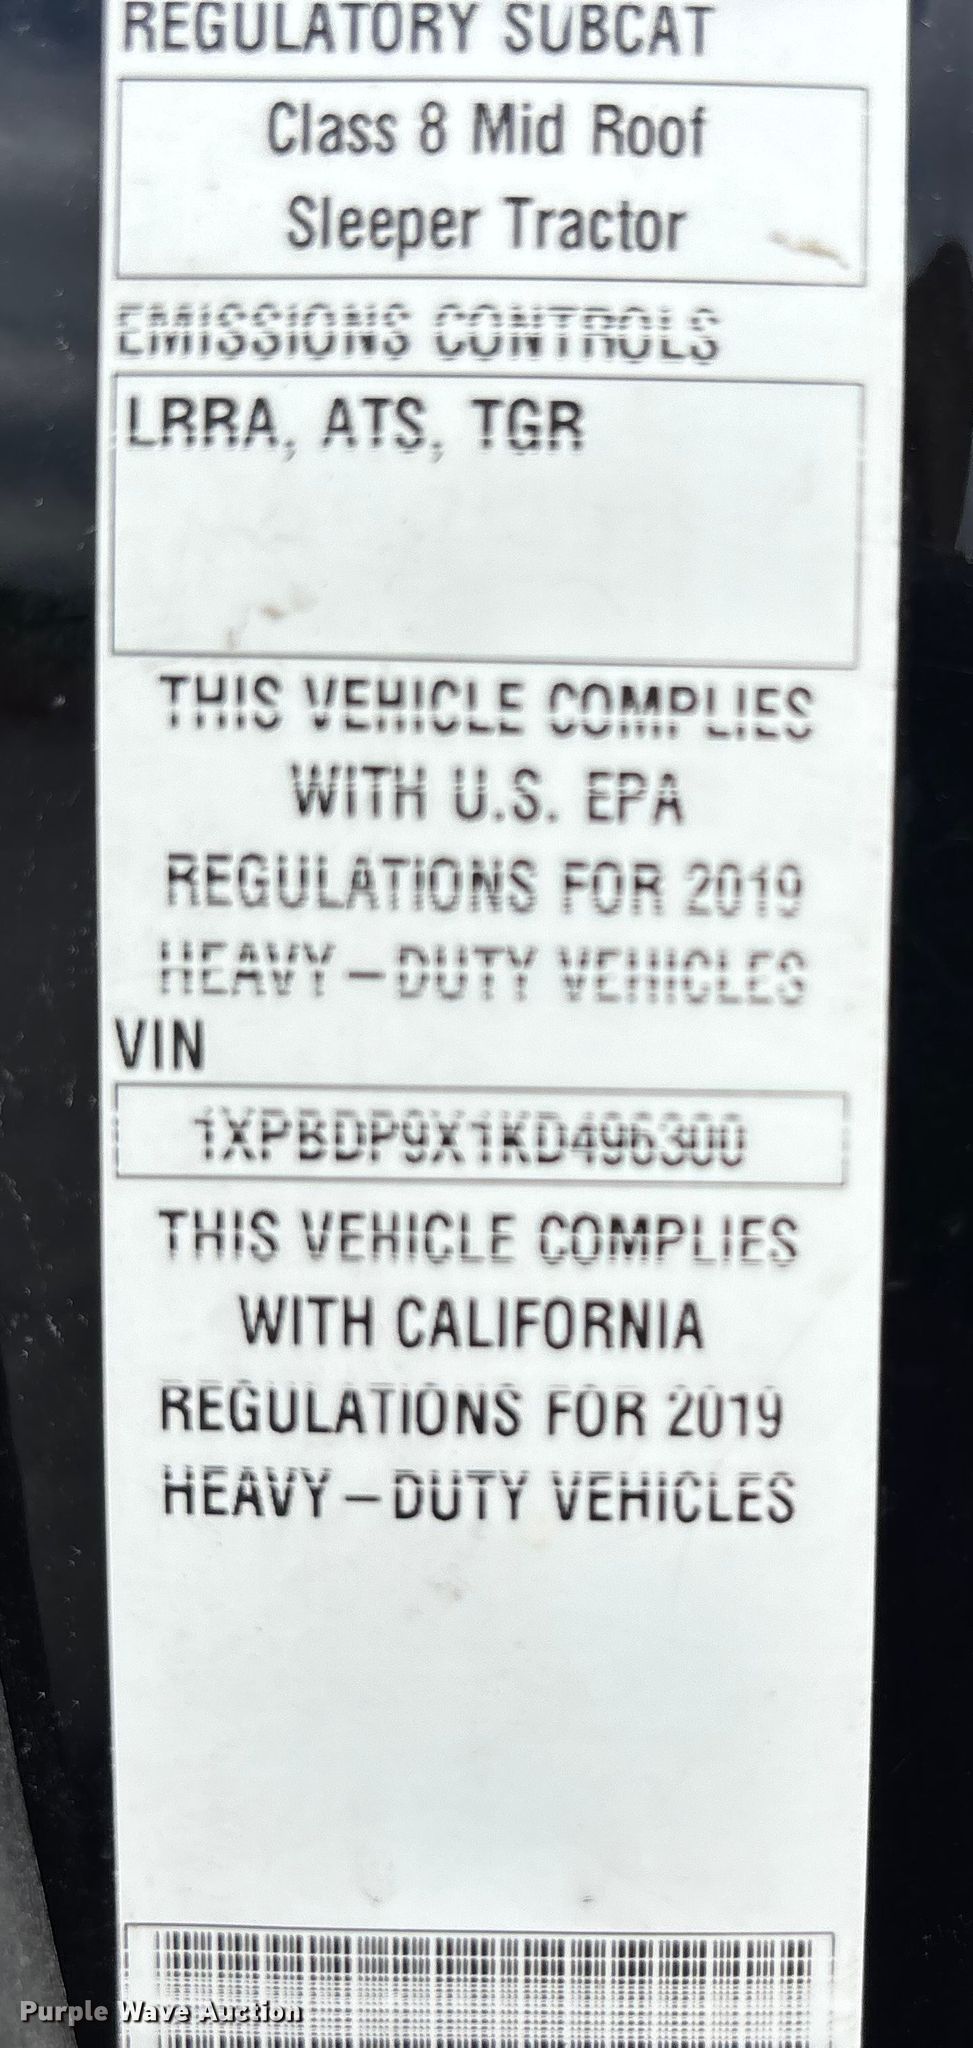 REGULATORY SUBCAT
Class 8 Mid Roof
Sleeper Tractor
EMISSIONS CONTROLS
LRRA, ATS, TGR
THIS VEHICLE COMPLIES
WITH U.S. EPA
REGULATIONS FOR 2019
HEAVY-DUTY VEHICLES
VIN
1XPBDP9X1KD496300
THIS VEHICLE COMPLIES
WITH CALIFORNIA
REGULATIONS FOR 2019
HEAVY-DUTY VEHICLES
Purple Wave Auction